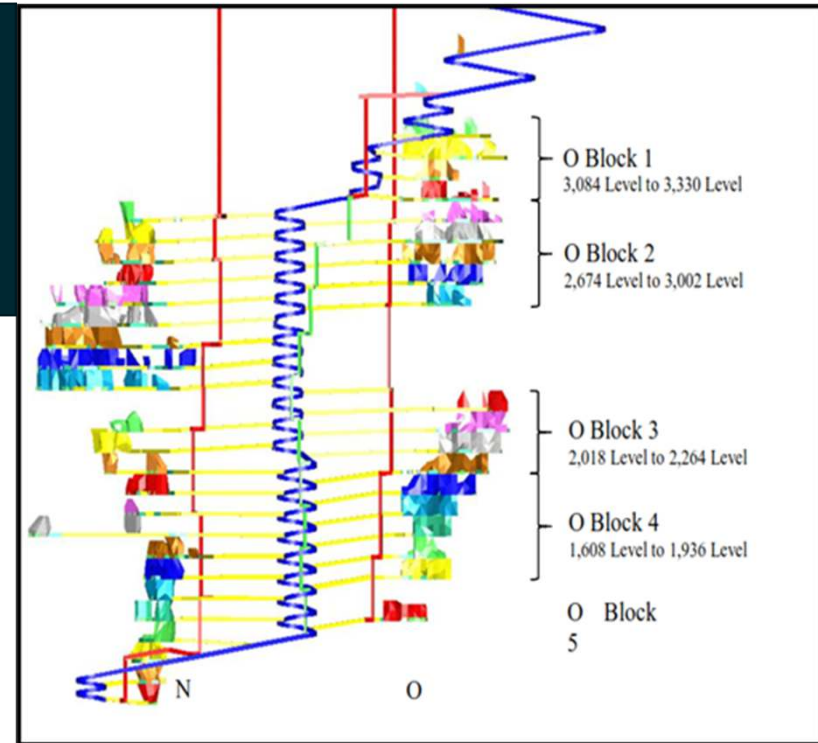 O Block 1
3,084 Level to 3,330 Level
O Block 2
2,674 Level to 3,002 Level
O Block 3
2,018 Level to 2,264 Level
O Block 4
1,608 Level to 1,936 Level
O Block
5
N
O